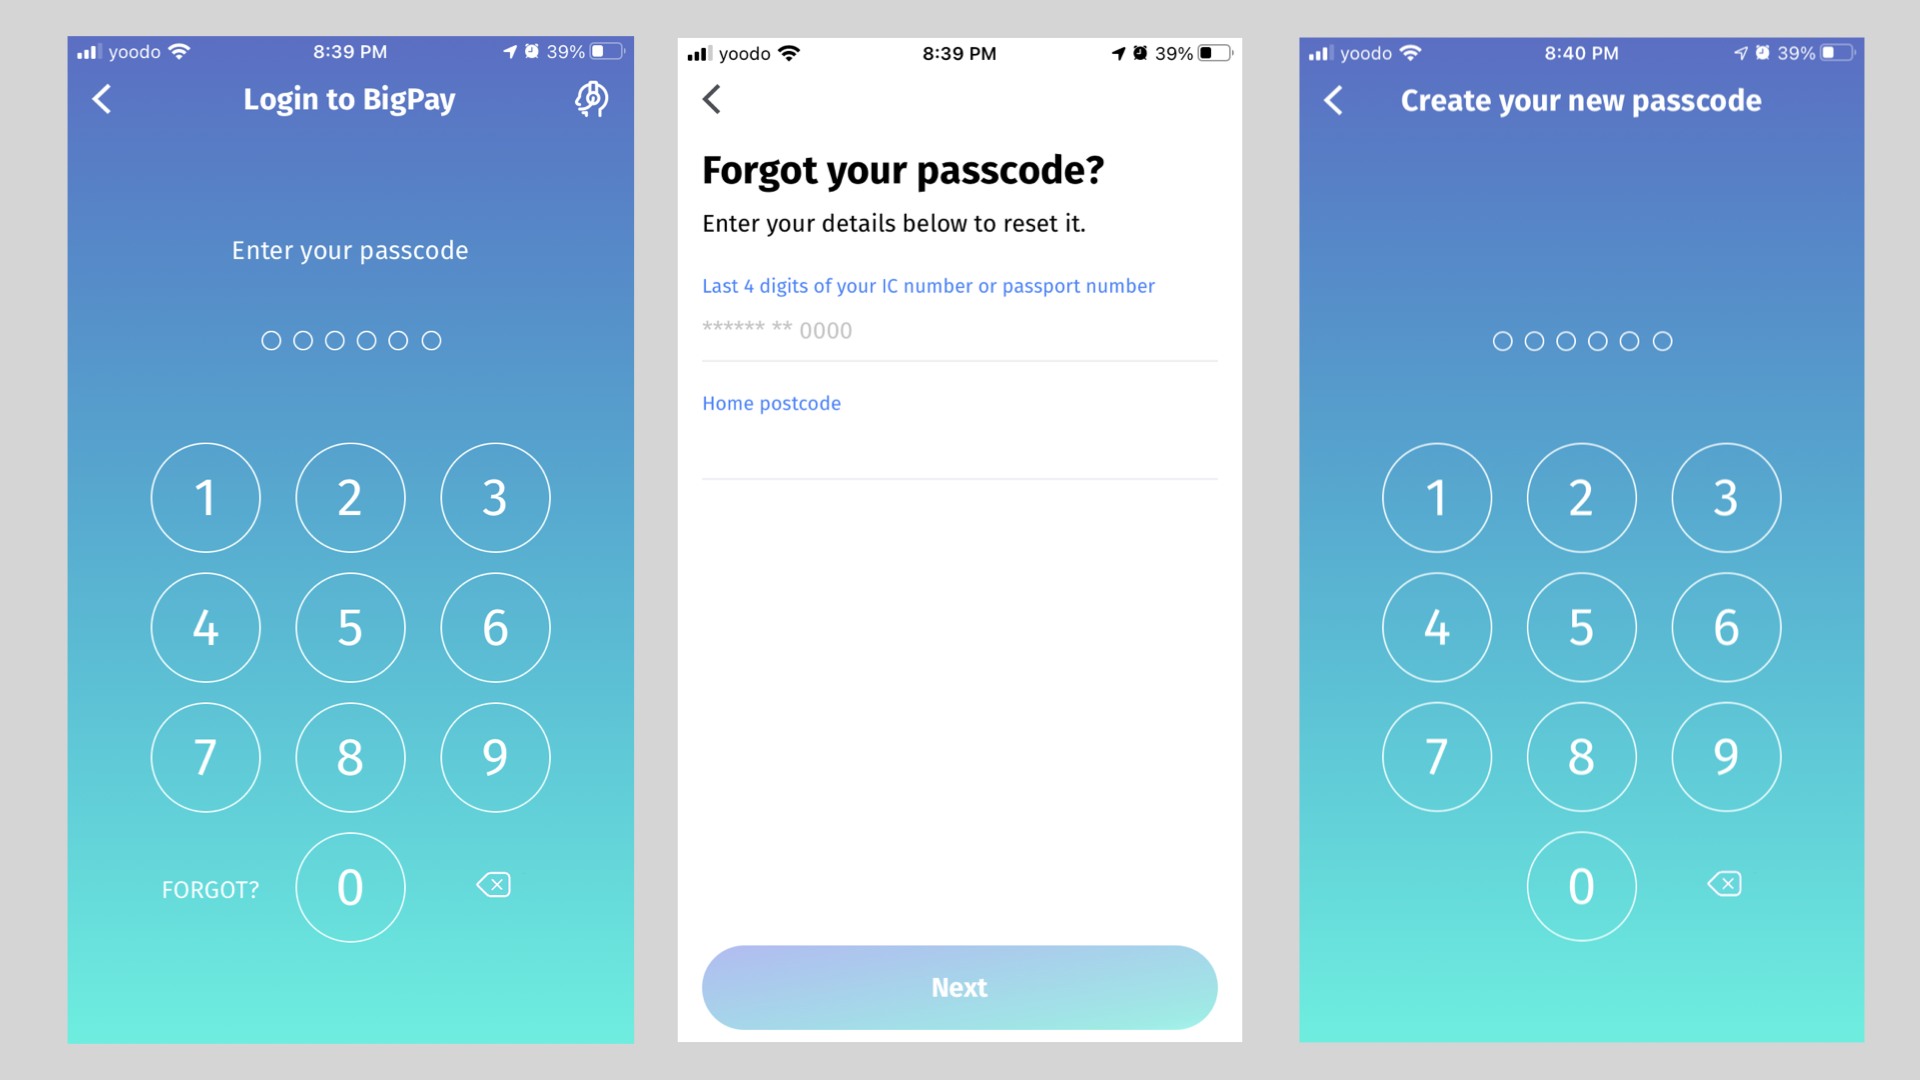 yoodo 8:39 PM 39%
Login to BigPay
Enter your passcode
1 2 3
4 5 6
7 8 9
FORGOT? 0
yoodo 8:39 PM 39%
Forgot your passcode?
Enter your details below to reset it.
Last 4 digits of your IC number or passport number
****** ** 0000
Home postcode
Next
yoodo 8:40 PM 39%
Create your new passcode
1 2 3
4 5 6
7 8 9
0